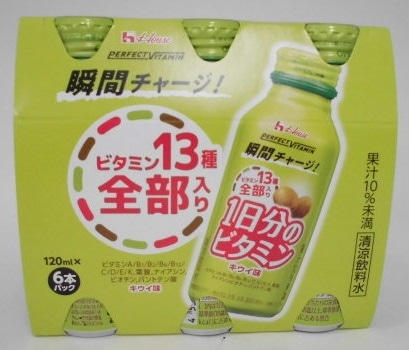 House
PERFECT VITAMIN
瞬間チャージ!
ビタミン13種
全部入り
120ml×
6本
パック
ビタミンA/B1/B2/B6/B12/
C/D/E/K、葉酸、ナイアシン、
ビオチン、パントテン酸
キウイ味
House
PERFECT VITAMIN
瞬間チャージ!
ビタミン13種
全部入り
1日分の
ビタミン
キウイ味
果汁10%未満
清涼飲料水